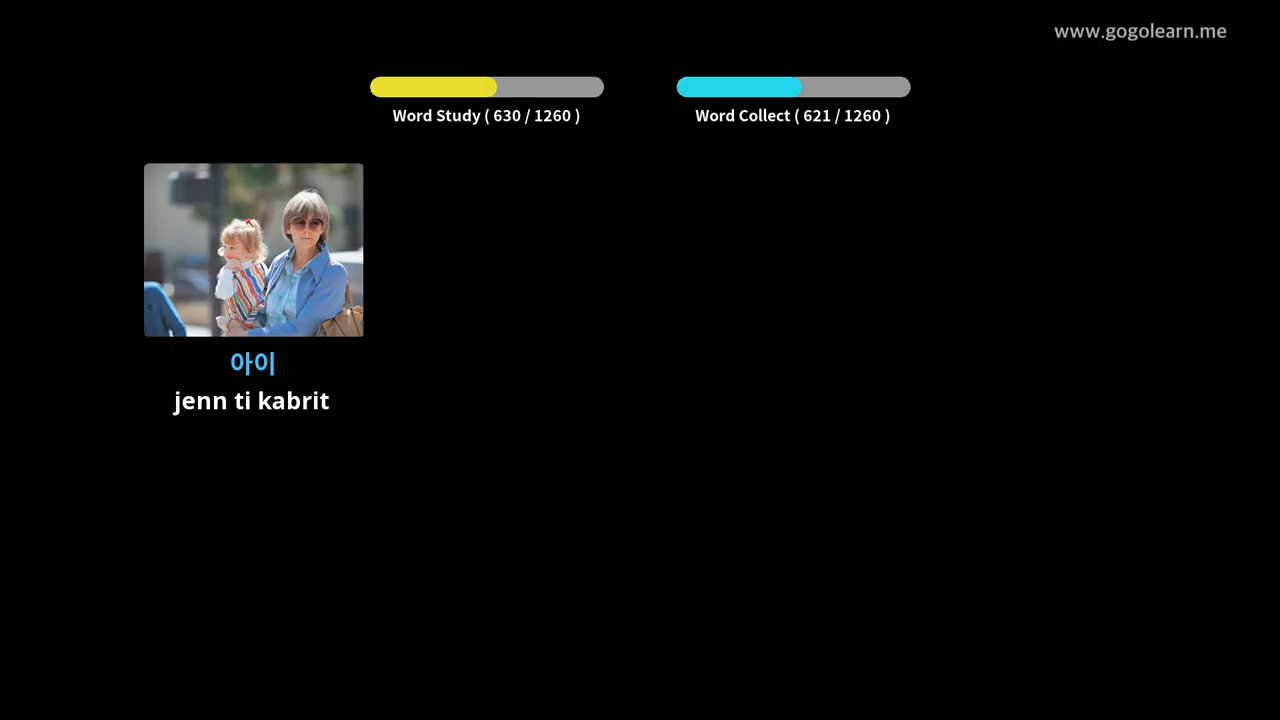 www.gogolearn.me
Word Study ( 630 / 1260 )
Word Collect ( 621 / 1260 )
아이
jenn ti kabrit